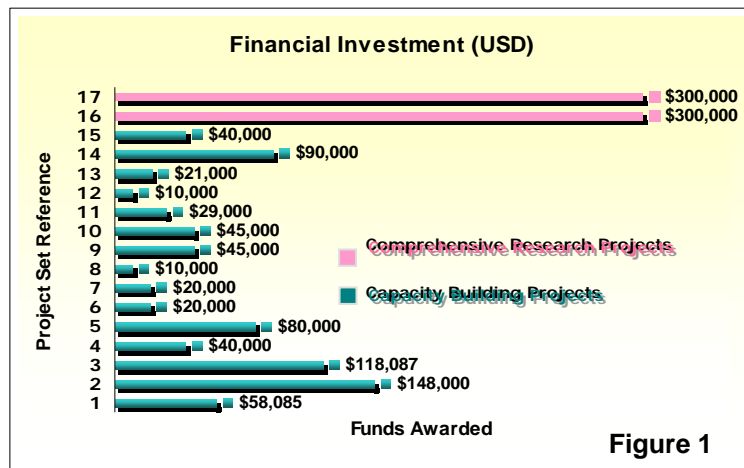 Financial Investment (USD)
Project Set Reference
17 $300,000
16 $300,000
15 $40,000
14 $90,000
13 $21,000
12 $10,000
11 $29,000
10 $45,000
9 $45,000
8 $10,000
7 $20,000
6 $20,000
5 $80,000
4 $40,000
3 $118,087
2 $148,000
1 $58,085
Comprehensive Research Projects
Capacity Building Projects
Funds Awarded
Figure 1